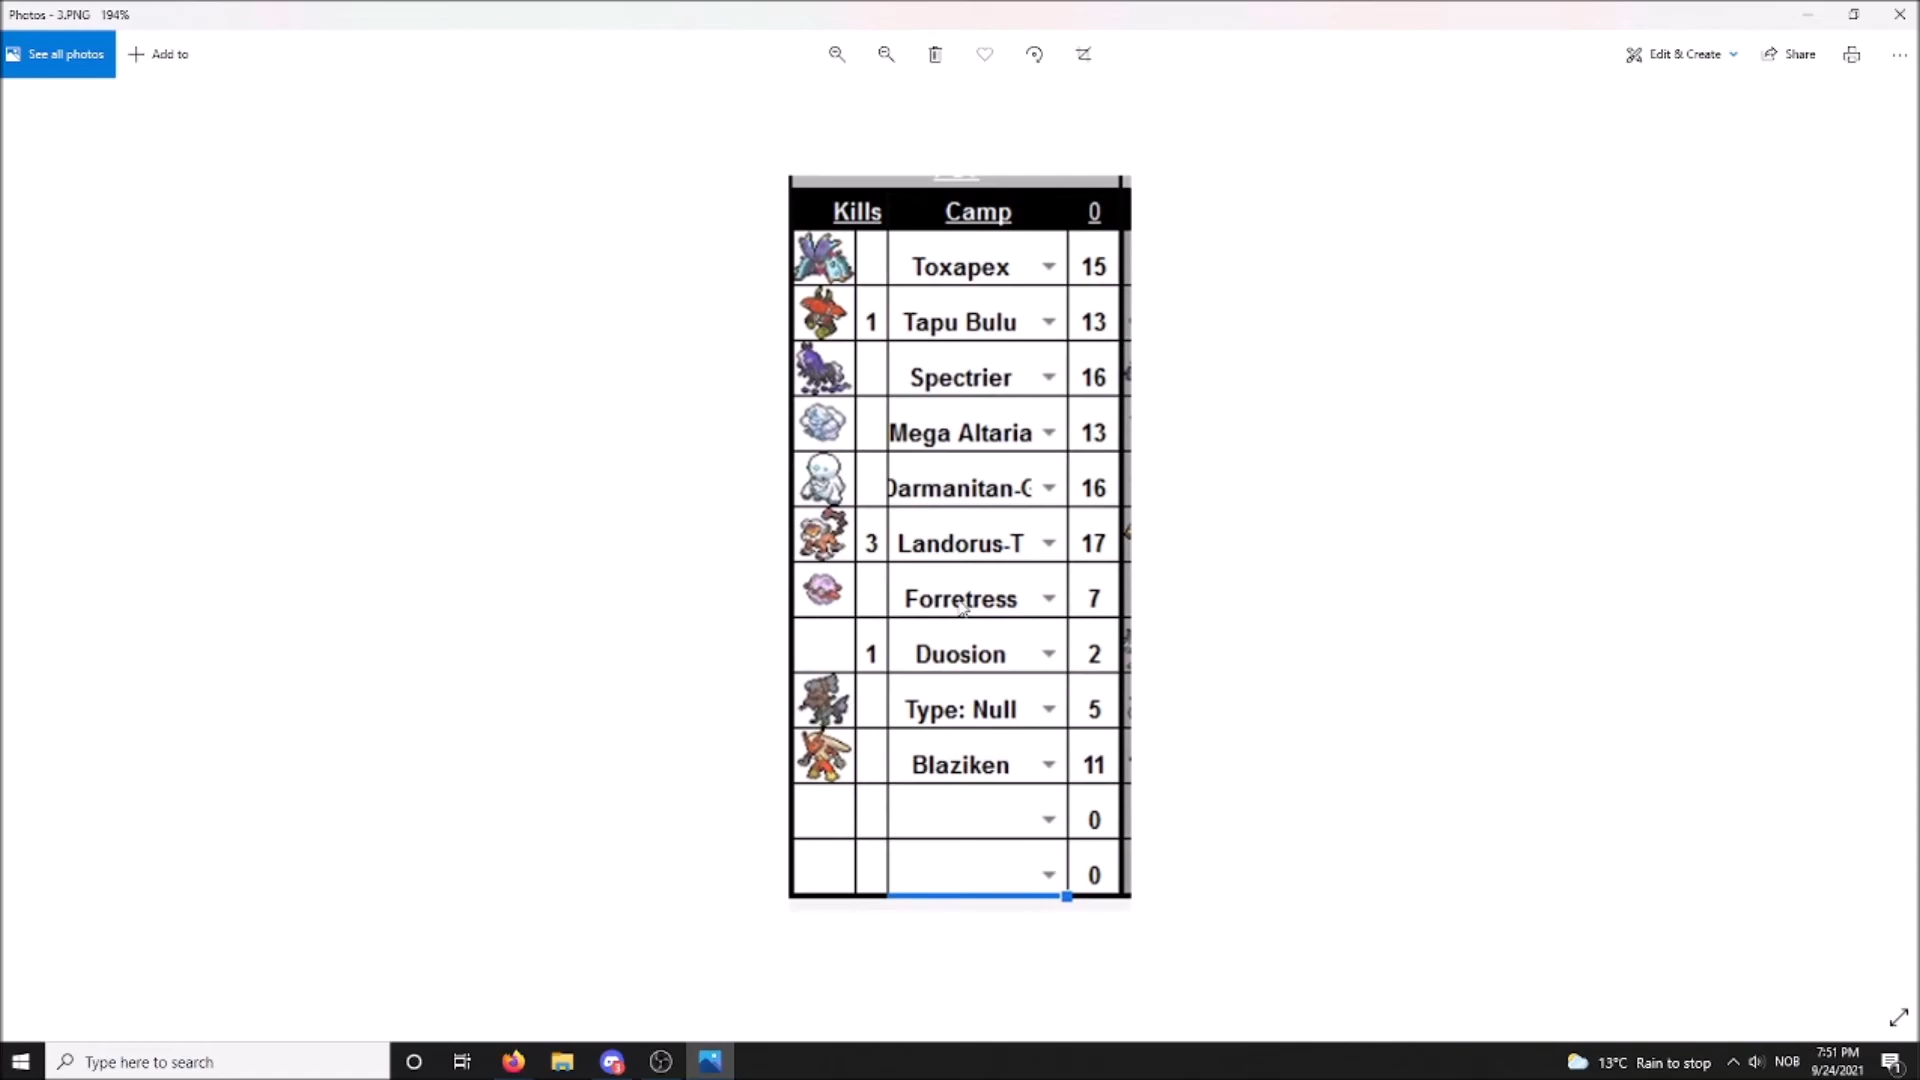 Photos - 3.PNG 194%
See all photos
Add to
Edit & Create
Share
Kills Camp 0
Toxapex 15
1 Tapu Bulu 13
Spectrier 16
Mega Altaria 13
Darmanitan-G 16
3 Landorus-T 17
Forretress 7
1 Duosion 2
Type: Null 5
Blaziken 11
0
0
Type here to search
3
13°C Rain to stop
NOB
7:51 PM
9/24/2021
1